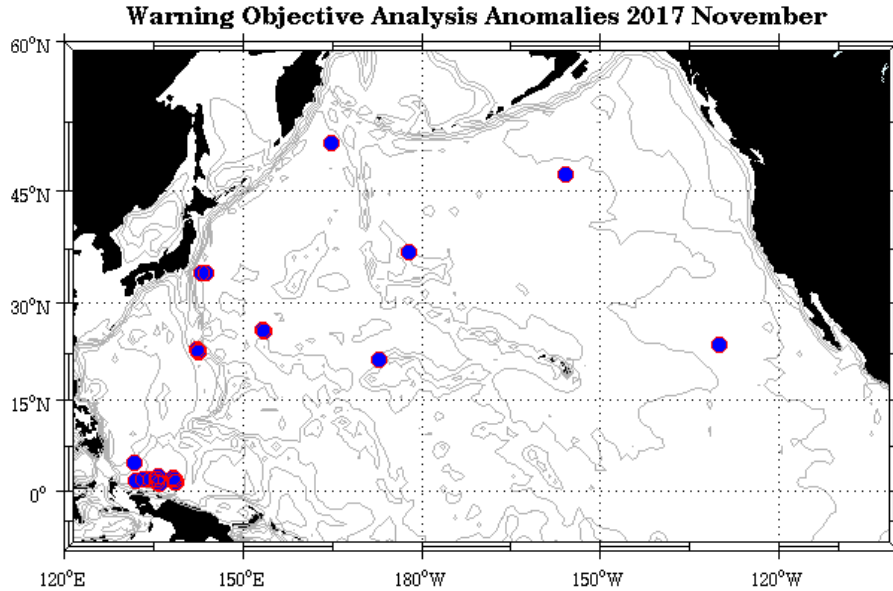 Warning Objective Analysis Anomalies 2017 November
60°N
45°N
30°N
15°N
0°
120°E 150°E 180°W 150°W 120°W